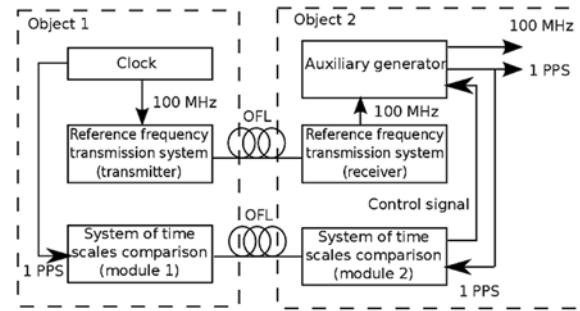 Object 1
Clock
100 MHz
Reference frequency
transmission system
(transmitter)
1 PPS
System of time
scales comparison
(module 1)
OFL
OFL
Object 2
Auxiliary generator
100 MHz
1 PPS
100 MHz
Reference frequency
transmission system
(receiver)
Control signal
System of time
scales comparison
(module 2)
1 PPS